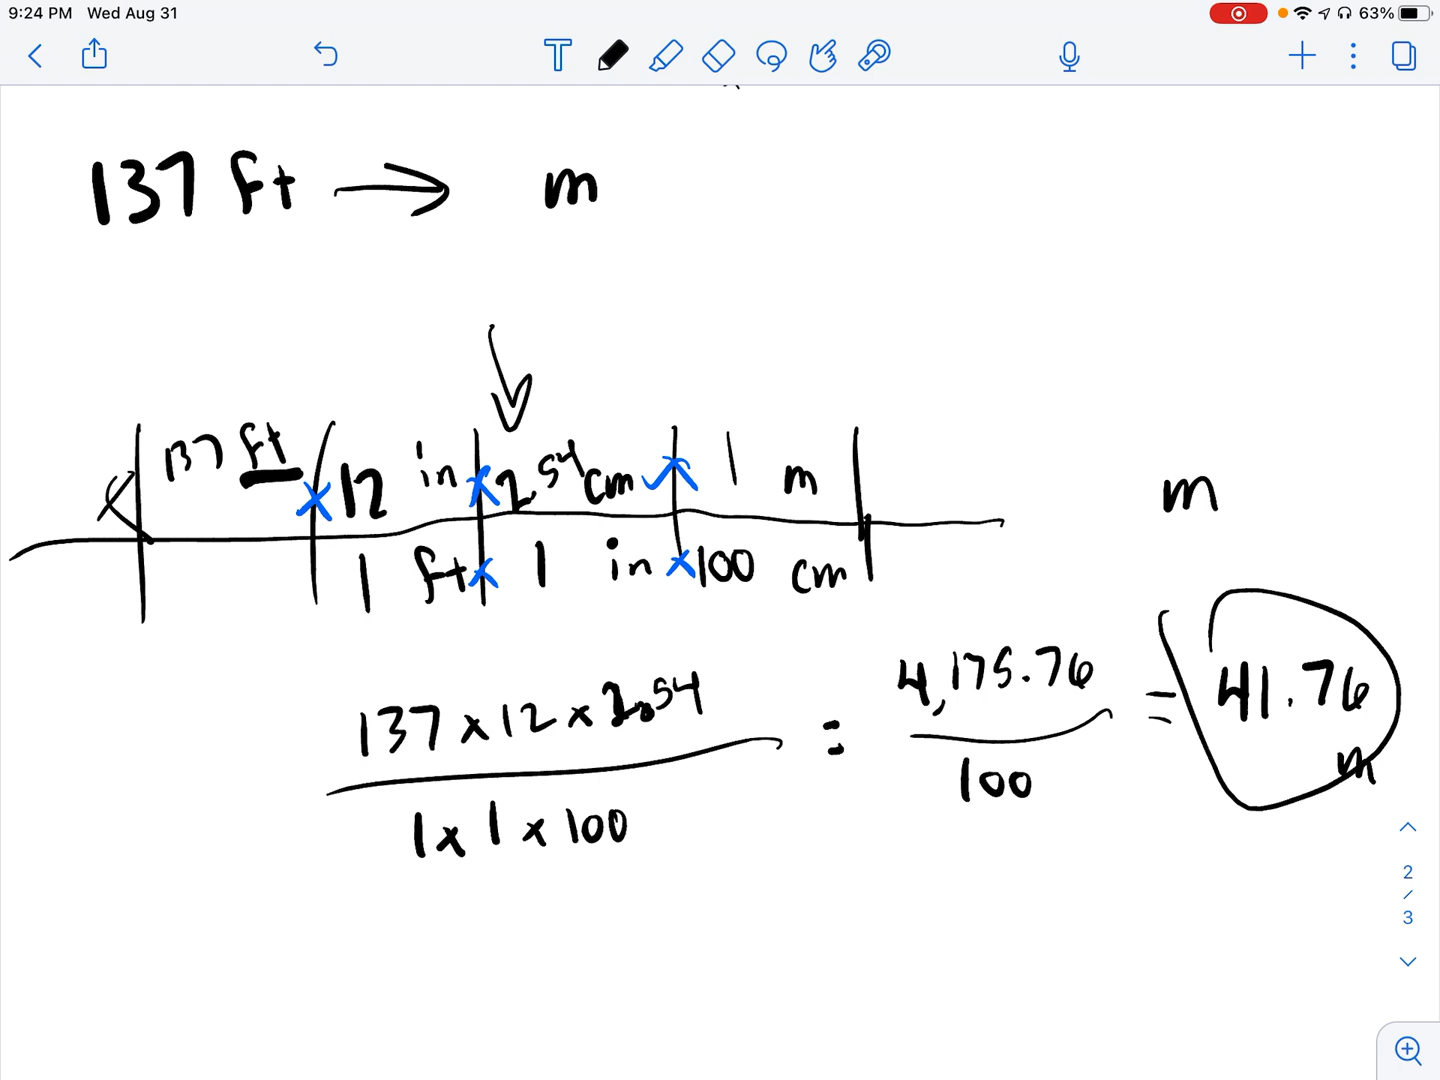 9:24 PM Wed Aug 31 63%
T
137 ft → m
137 ft × 12 in × 2.54 cm × 1 m
m
1 ft × 1 in × 100 cm
137 × 12 × 2.54 = 4,175.76 = 41.76 m
1 × 1 × 100 100
2
/
3